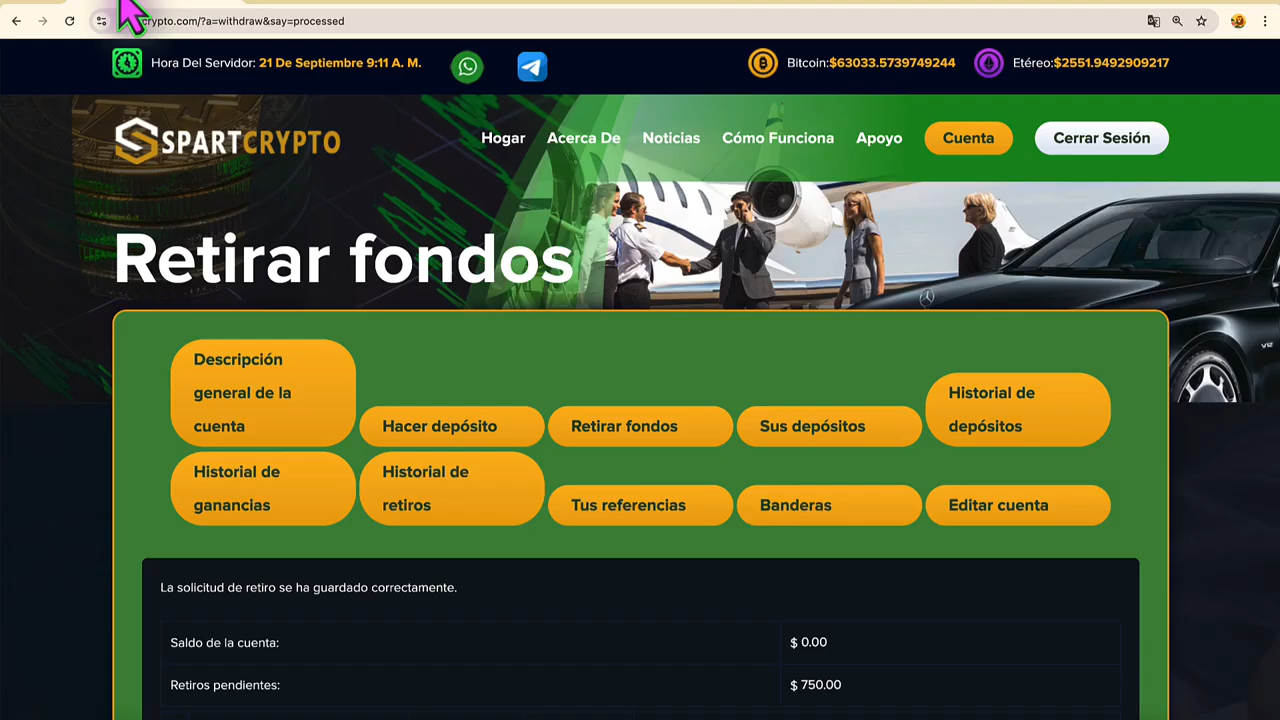 crypto.com/?a=withdraw&say=processed
Hora Del Servidor: 21 De Septiembre 9:11 A. M.
Bitcoin:$63033.5739749244
Etéreo:$2551.9492909217
SPARTCRYPTO
Hogar
Acerca De
Noticias
Cómo Funciona
Apoyo
Cuenta
Cerrar Sesión
Retirar fondos
Descripción
general de la
cuenta
Hacer depósito
Retirar fondos
Sus depósitos
Historial de
depósitos
Historial de
ganancias
Historial de
retiros
Tus referencias
Banderas
Editar cuenta
La solicitud de retiro se ha guardado correctamente.
Saldo de la cuenta:
$ 0.00
Retiros pendientes:
$ 750.00